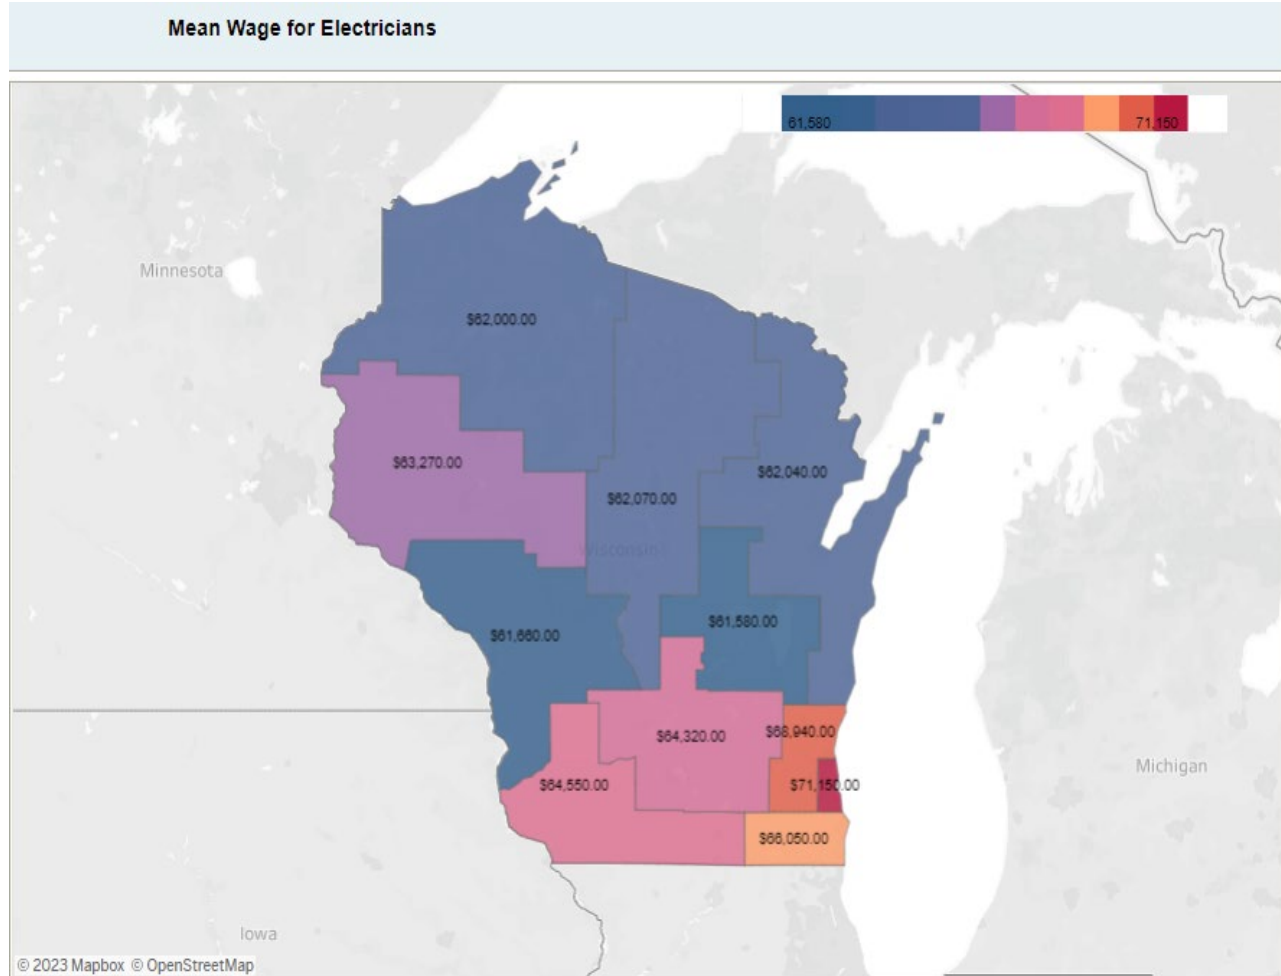 Mean Wage for Electricians
61,580
71,150
Minnesota
$62,000.00
$63,270.00
$62,040.00
$62,070.00
Wisconsin
$61,580.00
$61,660.00
$68,940.00
$64,320.00
Michigan
$64,550.00
$71,150.00
$66,050.00
Iowa
© 2023 Mapbox © OpenStreetMap